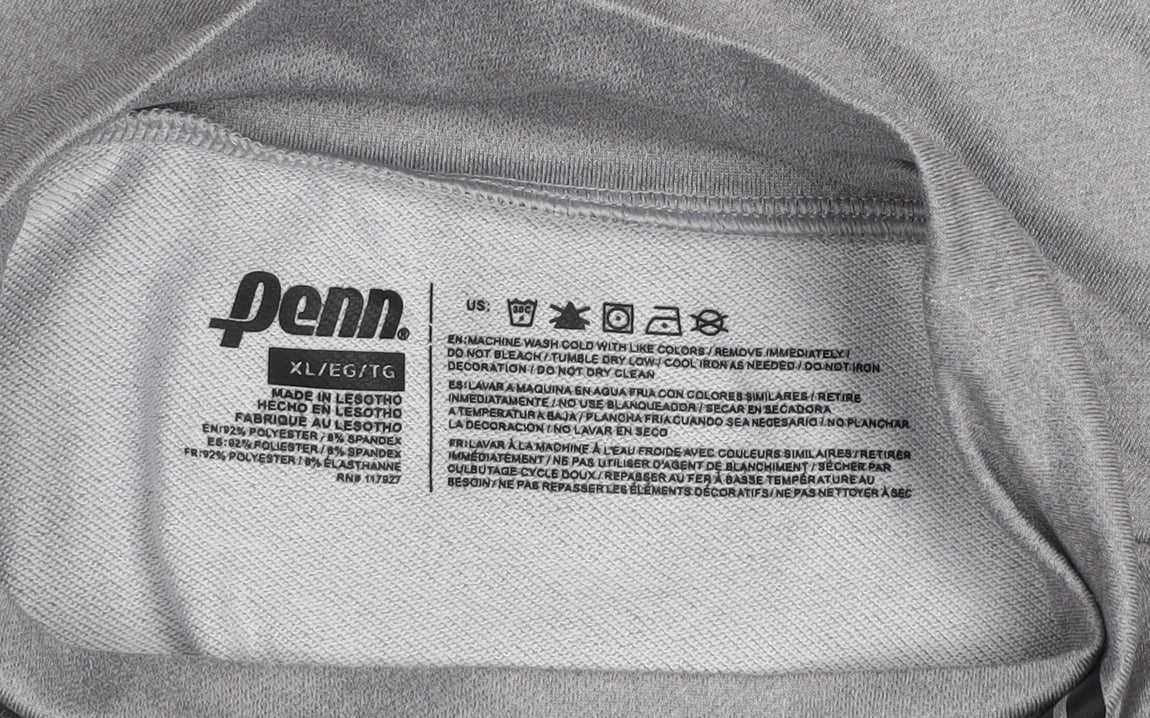 Penn®
XL/EG/TG
MADE IN LESOTHO
HECHO EN LESOTHO
FABRIQUE AU LESOTHO
EN:92% POLYESTER / 8% SPANDEX
ES:92% POLIESTER / 8% SPANDEX
FR:92% POLYESTER / 8% ÉLASTHANNE
RN# 117927
US: 30C
EN:MACHINE WASH COLD WITH LIKE COLORS / REMOVE IMMEDIATELY /
DO NOT BLEACH / TUMBLE DRY LOW / COOL IRON AS NEEDED / DO NOT IRON
DECORATION / DO NOT DRY CLEAN
ES:LAVAR A MAQUINA EN AGUA FRIA CON COLORES SIMILARES / RETIRE
INMEDIATAMENTE / NO USE BLANQUEADOR / SECAR EN SECADORA
A TEMPERATURA BAJA / PLANCHA FRIA CUANDO SEA NECESARIO / NO PLANCHAR
LA DECORACION / NO LAVAR EN SECO
FR:LAVAR À LA MACHINE À L'EAU FROIDE AVEC COULEURS SIMILAIRES / RETIRER
IMMÉDIATEMENT / NE PAS UTILISER D'AGENT DE BLANCHIMENT / SÉCHER PAR
CULBUTAGE CYCLE DOUX / REPASSER AU FER À BASSE TEMPÉRATURE AU
BESOIN / NE PAS REPASSER LES ÉLÉMENTS DÉCORATIFS / NE PAS NETTOYER À SEC